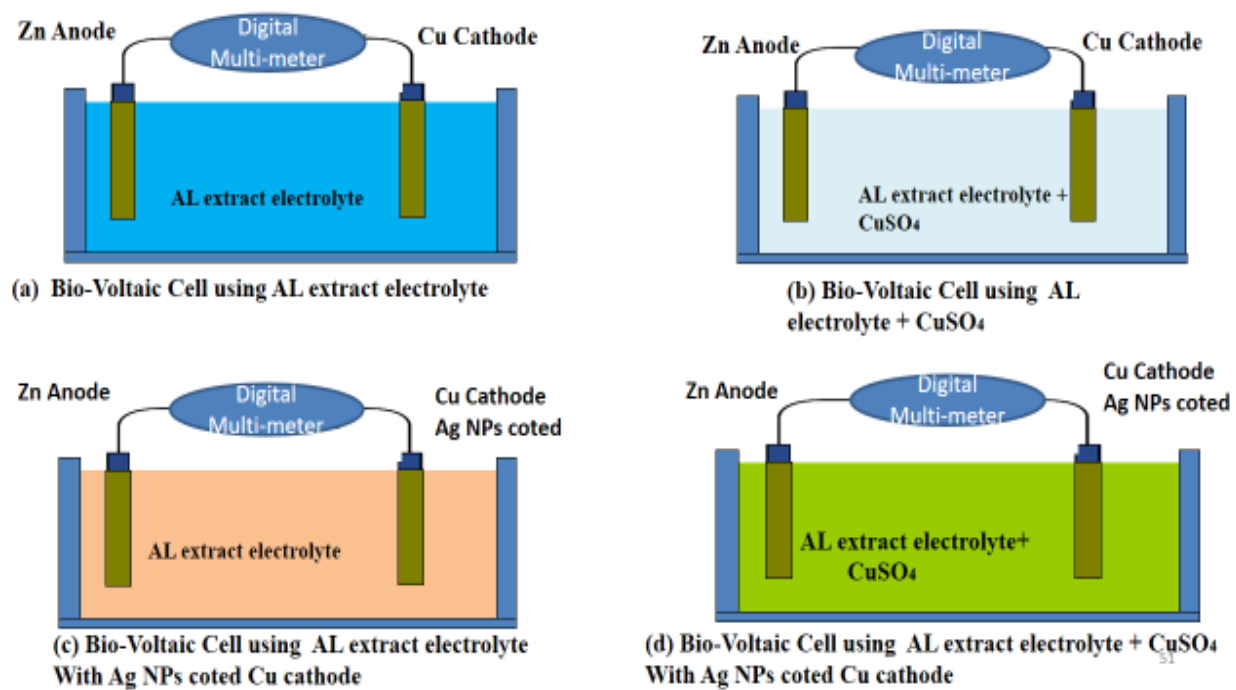 Zn Anode
Digital
Multi-meter
Cu Cathode
AL extract electrolyte
(a) Bio-Voltaic Cell using AL extract electrolyte
Zn Anode
Digital
Multi-meter
Cu Cathode
AL extract electrolyte +
CuSO₄
(b) Bio-Voltaic Cell using AL
electrolyte + CuSO₄
Zn Anode
Digital
Multi-meter
Cu Cathode
Ag NPs coted
AL extract electrolyte
(c) Bio-Voltaic Cell using AL extract electrolyte
With Ag NPs coted Cu cathode
Zn Anode
Digital
Multi-meter
Cu Cathode
Ag NPs coted
AL extract electrolyte+
CuSO₄
(d) Bio-Voltaic Cell using AL extract electrolyte + CuSO₄
With Ag NPs coted Cu cathode
51